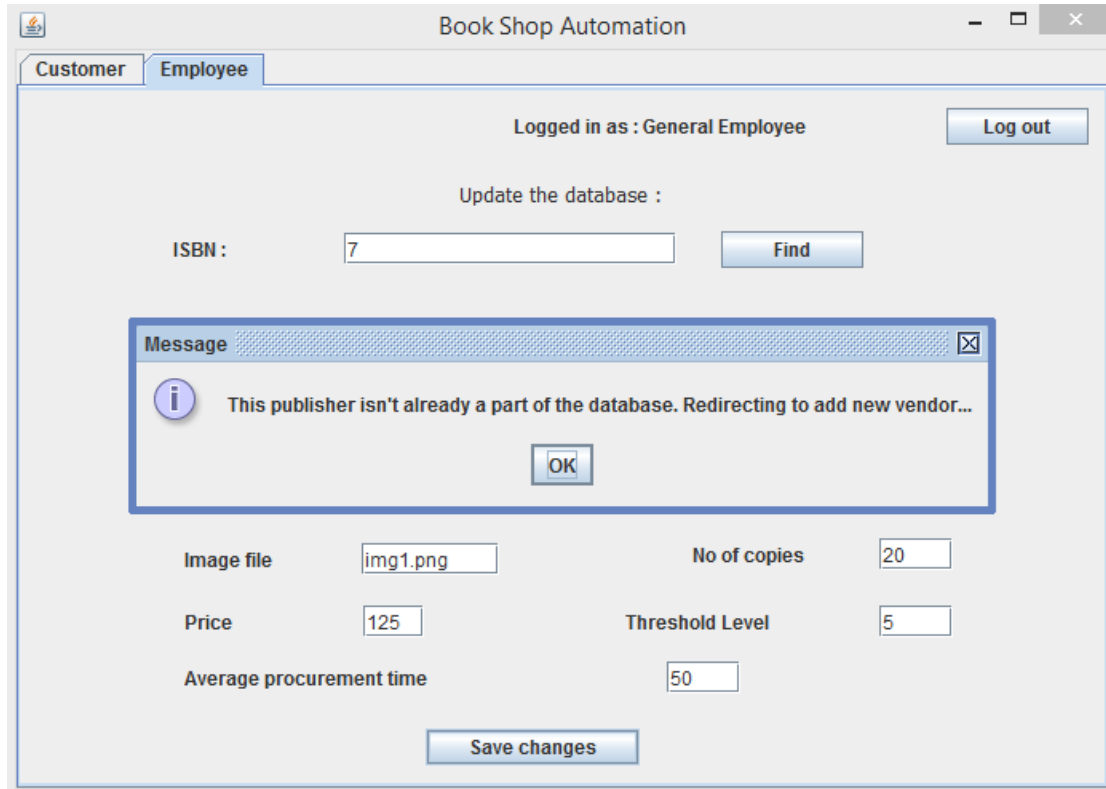 Book Shop Automation
Customer Employee
Logged in as : General Employee Log out
Update the database :
ISBN : 7 Find
Message
i This publisher isn't already a part of the database. Redirecting to add new vendor...
OK
Image file img1.png No of copies 20
Price 125 Threshold Level 5
Average procurement time 50
Save changes